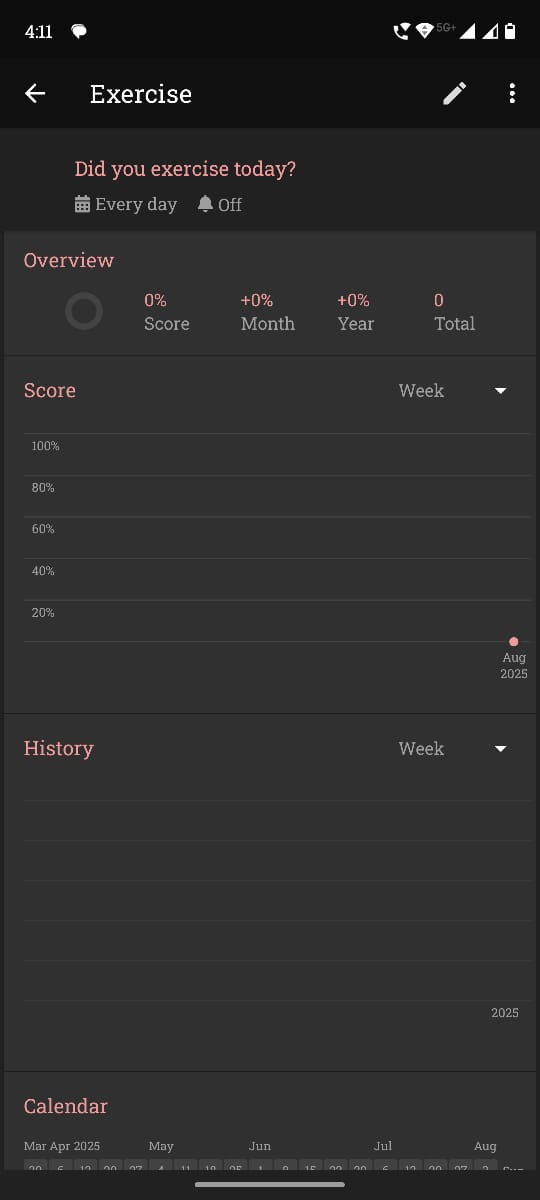 4:11 5G+
Exercise
Did you exercise today?
Every day Off
Overview
0% +0% +0% 0
Score Month Year Total
Score Week
100%
80%
60%
40%
20%
Aug
2025
History Week
2025
Calendar
Mar Apr 2025 May Jun Jul Aug